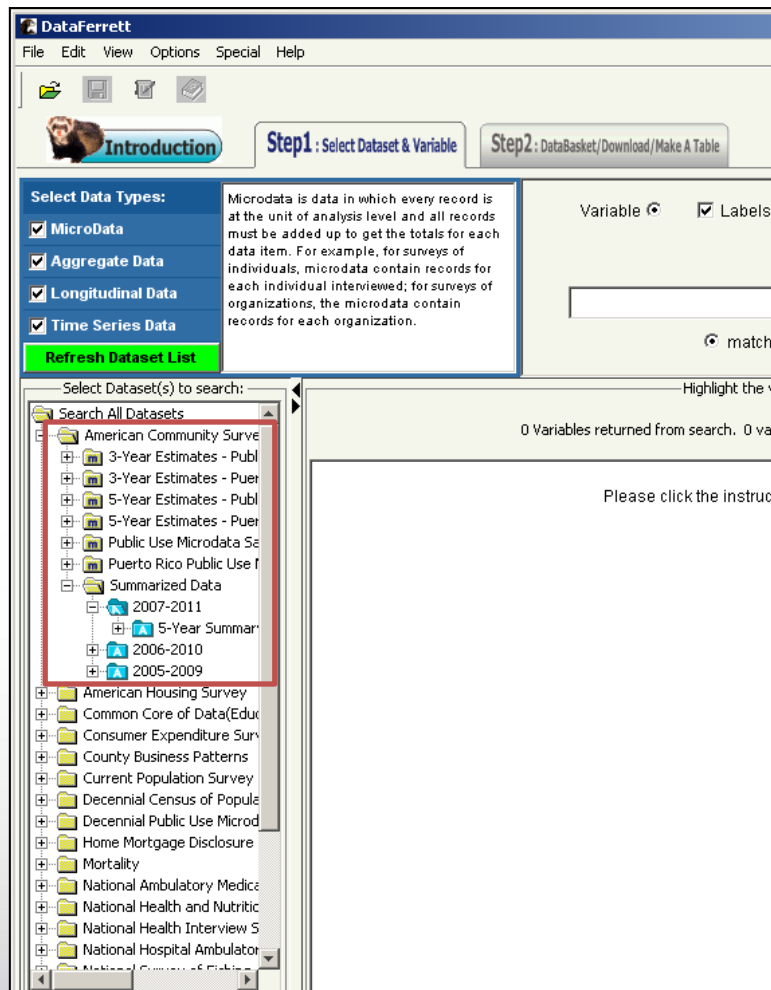 DataFerrett
File Edit View Options Special Help
Introduction
Step1 : Select Dataset & Variable
Step2 : DataBasket/Download/Make A Table
Select Data Types:
MicroData
Aggregate Data
Longitudinal Data
Time Series Data
Refresh Dataset List
Microdata is data in which every record is
at the unit of analysis level and all records
must be added up to get the totals for each
data item. For example, for surveys of
individuals, microdata contain records for
each individual interviewed; for surveys of
organizations, the microdata contain
records for each organization.
Variable Labels
match
Select Dataset(s) to search:
Search All Datasets
American Community Surve
m 3-Year Estimates - Publ
m 3-Year Estimates - Puer
m 5-Year Estimates - Publ
m 5-Year Estimates - Puer
m Public Use Microdata Sa
m Puerto Rico Public Use
Summarized Data
2007-2011
A 5-Year Summar
A 2006-2010
A 2005-2009
American Housing Survey
Common Core of Data(Educ
Consumer Expenditure Sur
County Business Patterns
Current Population Survey
Decennial Census of Popula
Decennial Public Use Microd
Home Mortgage Disclosure
Mortality
National Ambulatory Medica
National Health and Nutritic
National Health Interview S
National Hospital Ambulator
Highlight the
0 Variables returned from search. 0 va
Please click the instruc